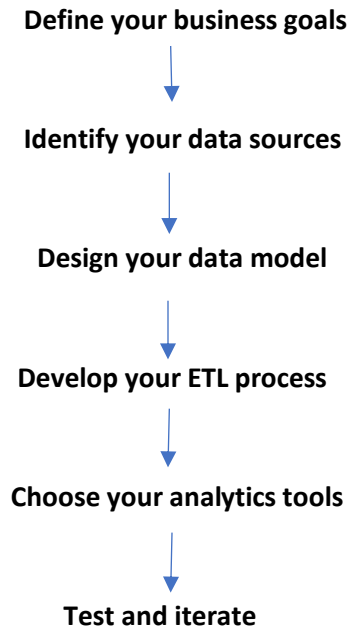 Define your business goals
Identify your data sources
Design your data model
Develop your ETL process
Choose your analytics tools
Test and iterate